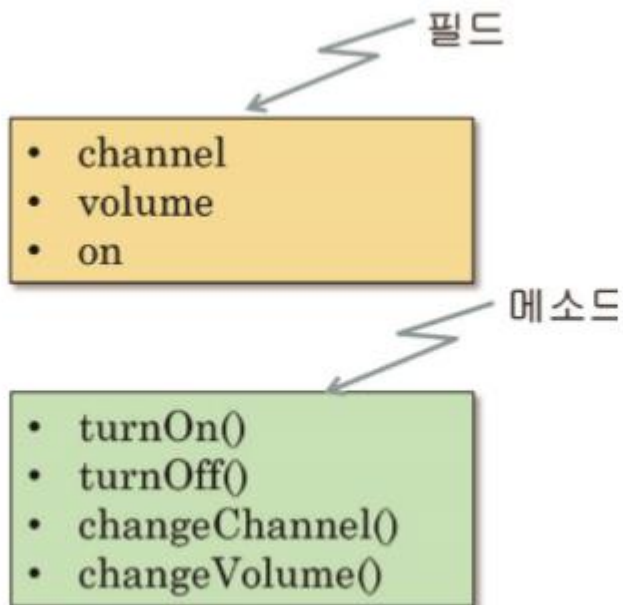 필드
• channel
• volume
• on
메소드
• turnOn()
• turnOff()
• changeChannel()
• changeVolume()